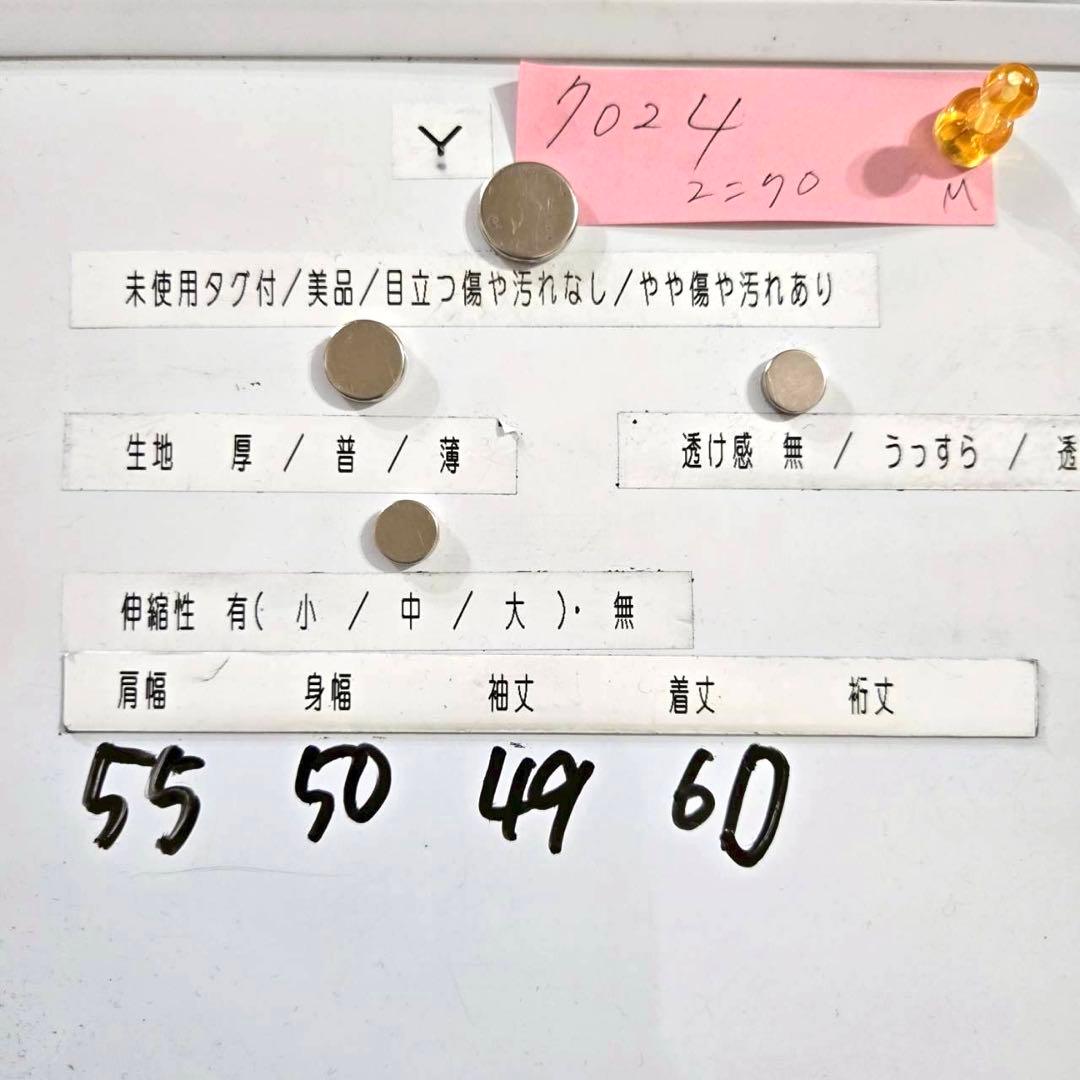 Y
7024
2=70
M
未使用タグ付/美品/目立つ傷や汚れなし/やや傷や汚れあり
生地 厚 / 普 / 薄
透け感 無 / うっすら / 透
伸縮性 有( 小 / 中 / 大 )・ 無
肩幅 身幅 袖丈 着丈 裄丈
55 50 49 60